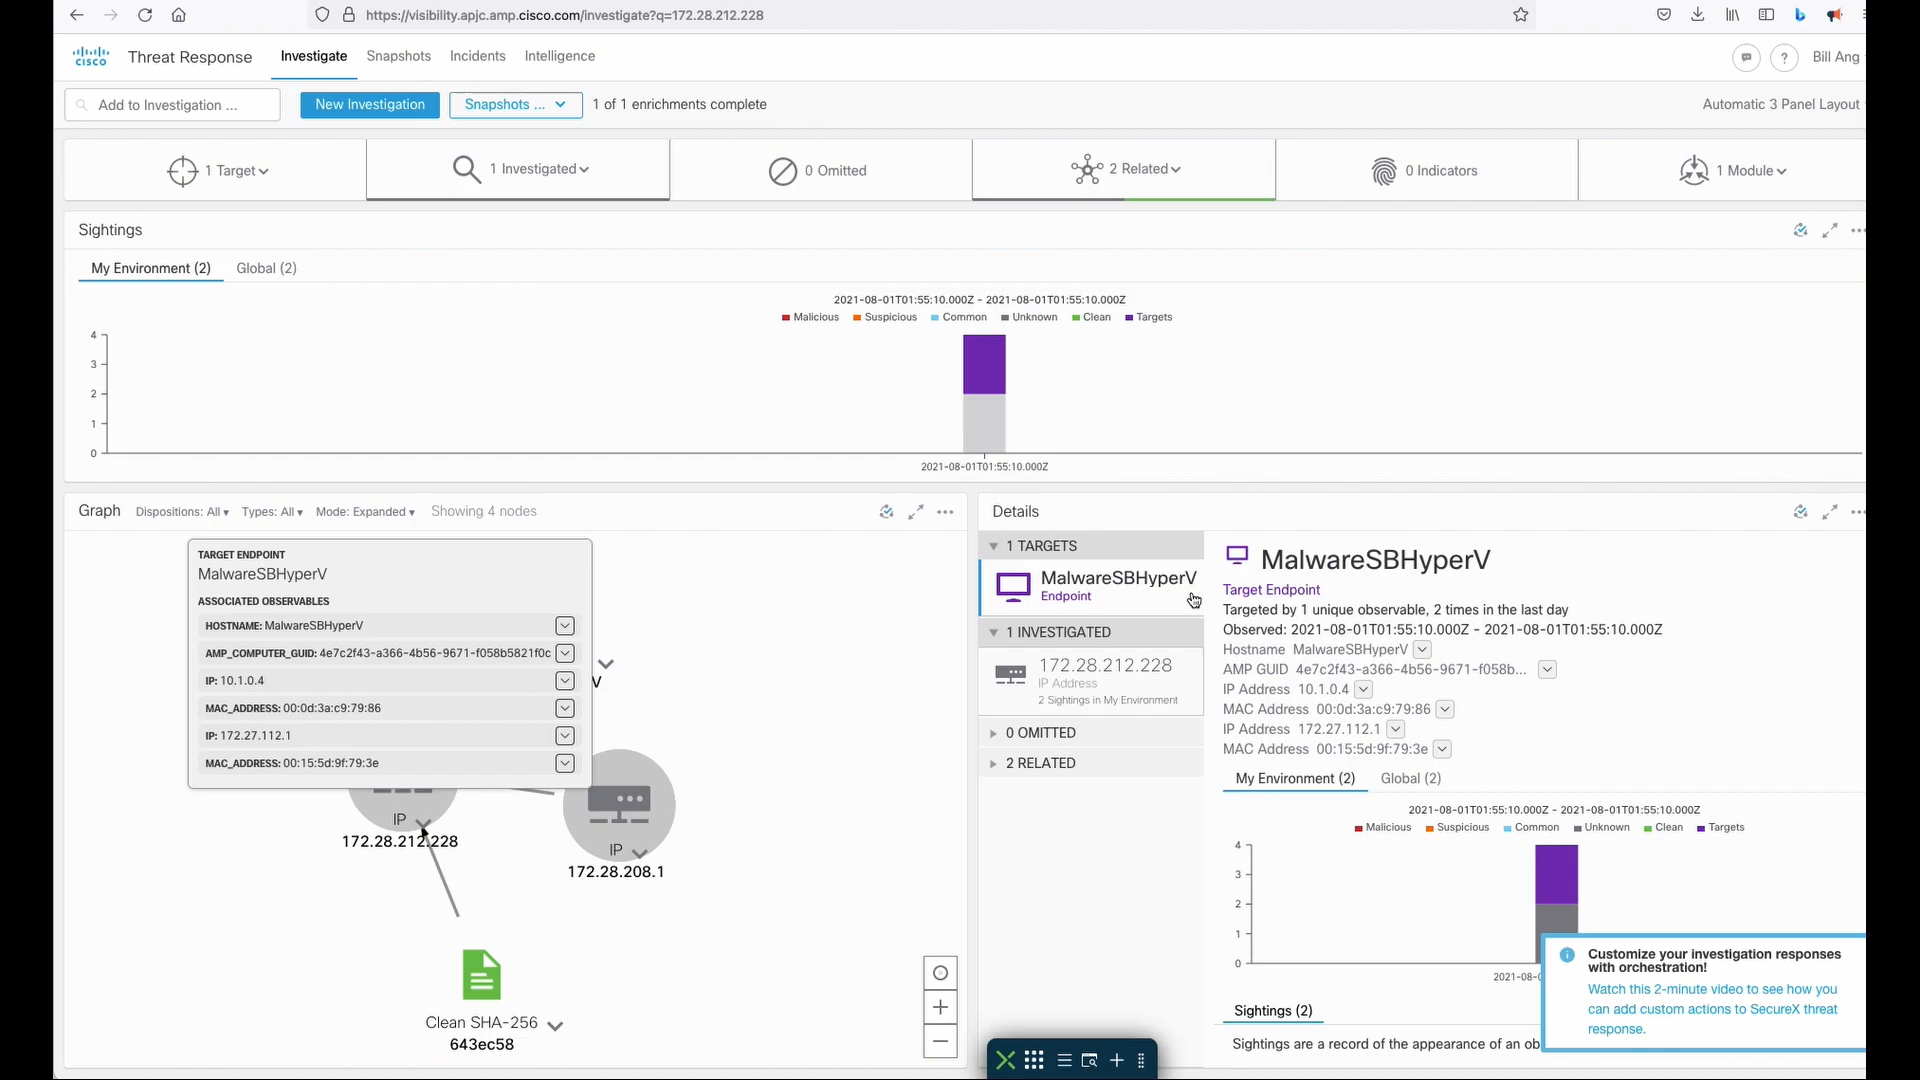 https://visibility.apjc.amp.cisco.com/investigate?q=172.28.212.228
cisco
Threat Response
Investigate
Snapshots
Incidents
Intelligence
?
Bill Ang
Add to Investigation ...
New Investigation
Snapshots ...
1 of 1 enrichments complete
Automatic 3 Panel Layout
1 Target
1 Investigated
0 Omitted
2 Related
0 Indicators
1 Module
Sightings
My Environment (2)
Global (2)
2021-08-01T01:55:10.000Z - 2021-08-01T01:55:10.000Z
Malicious
Suspicious
Common
Unknown
Clean
Targets
4
3
2
1
0
2021-08-01T01:55:10.000Z
Graph
Dispositions: All
Types: All
Mode: Expanded
Showing 4 nodes
TARGET ENDPOINT
MalwareSBHyperV
ASSOCIATED OBSERVABLES
HOSTNAME: MalwareSBHyperV
AMP_COMPUTER_GUID: 4e7c2f43-a366-4b56-9671-f058b5821f0c
IP: 10.1.0.4
MAC_ADDRESS: 00:0d:3a:c9:79:86
IP: 172.27.112.1
MAC_ADDRESS: 00:15:5d:9f:79:3e
V
IP
172.28.212.228
IP
172.28.208.1
Clean SHA-256
643ec58
Details
1 TARGETS
MalwareSBHyperV
Endpoint
1 INVESTIGATED
172.28.212.228
IP Address
2 Sightings in My Environment
0 OMITTED
2 RELATED
MalwareSBHyperV
Target Endpoint
Targeted by 1 unique observable, 2 times in the last day
Observed: 2021-08-01T01:55:10.000Z - 2021-08-01T01:55:10.000Z
Hostname MalwareSBHyperV
AMP GUID 4e7c2f43-a366-4b56-9671-f058b...
IP Address 10.1.0.4
MAC Address 00:0d:3a:c9:79:86
IP Address 172.27.112.1
MAC Address 00:15:5d:9f:79:3e
My Environment (2)
Global (2)
2021-08-01T01:55:10.000Z - 2021-08-01T01:55:10.000Z
Malicious
Suspicious
Common
Unknown
Clean
Targets
4
3
2
1
0
2021-08-0
Sightings (2)
Sightings are a record of the appearance of an ob
Customize your investigation responses
with orchestration!
Watch this 2-minute video to see how you
can add custom actions to SecureX threat
response.